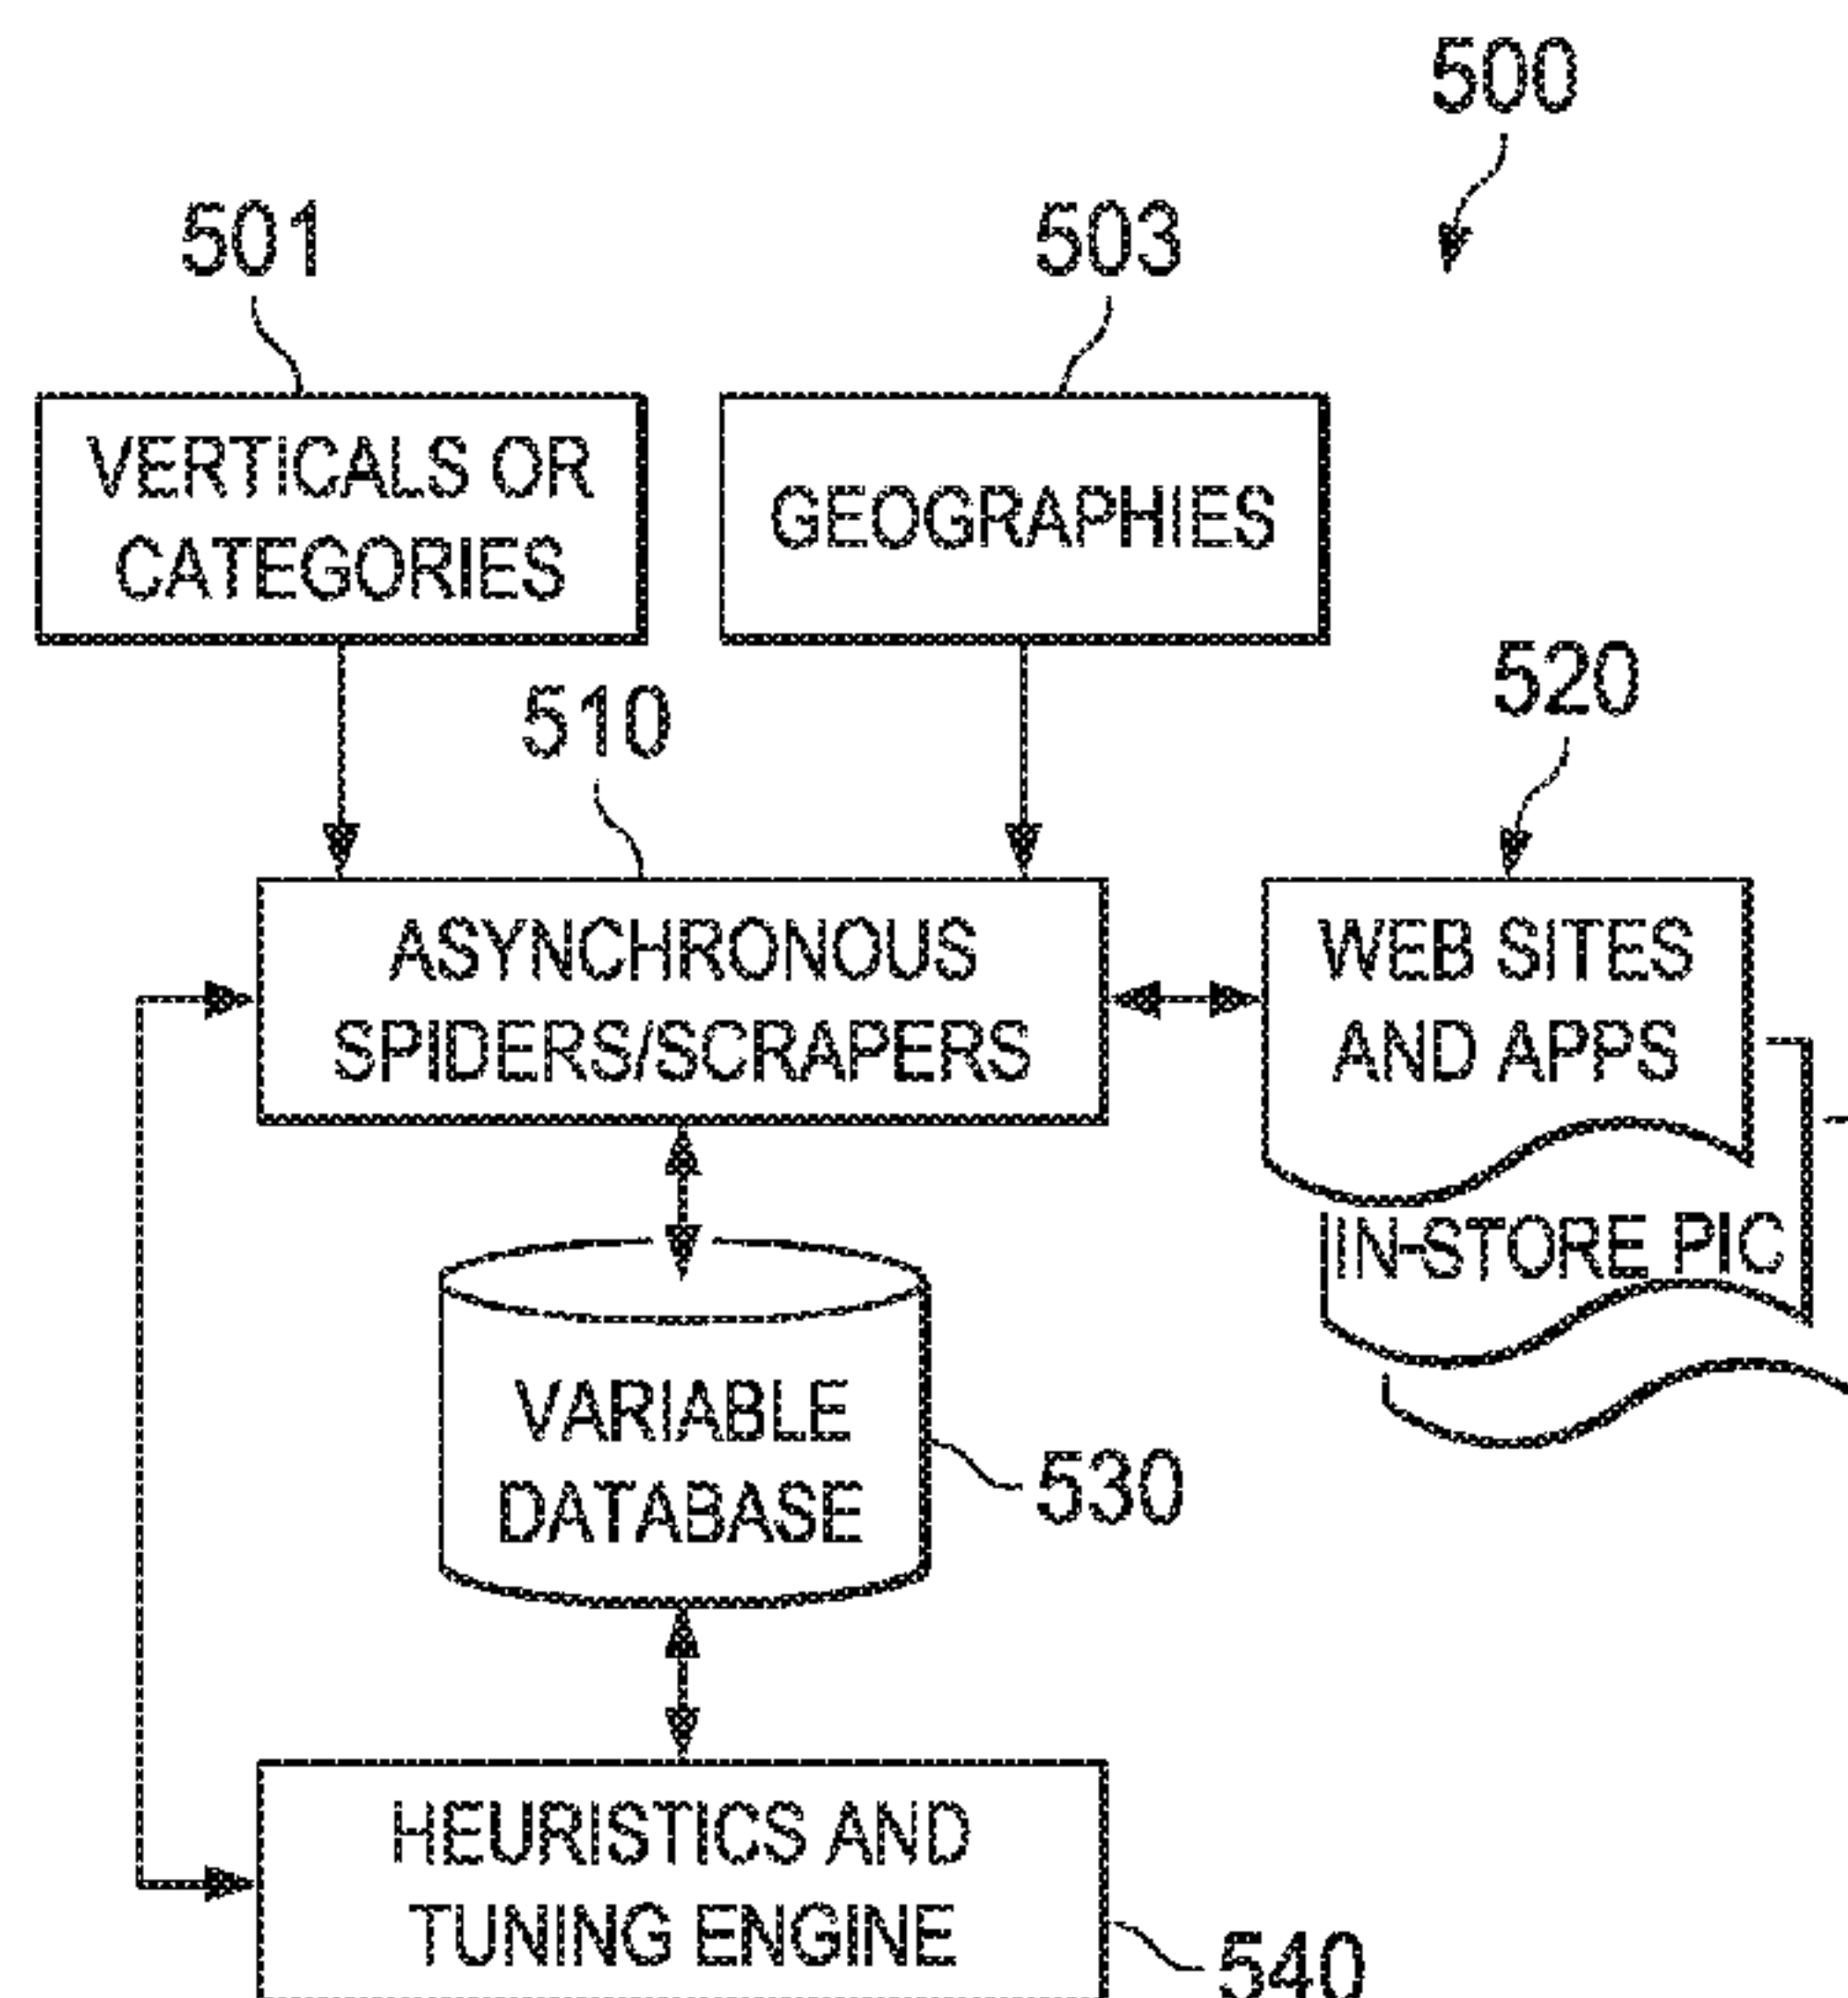 500
501
503
VERTICALS OR
CATEGORIES
GEOGRAPHIES
510
520
ASYNCHRONOUS
SPIDERS/SCRAPERS
WEB SITES
AND APPS
IN-STORE PIC
VARIABLE
DATABASE
530
HEURISTICS AND
TUNING ENGINE
540